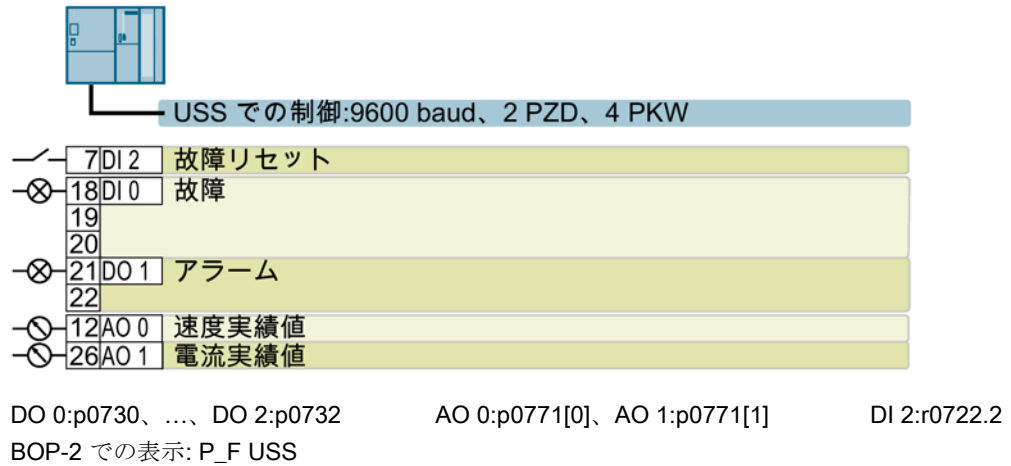 USS での制御:9600 baud、2 PZD、4 PKW
7 DI 2 故障リセット
18 DI 0 故障
19
20
21 DO 1 アラーム
22
12 AO 0 速度実績値
26 AO 1 電流実績値
DO 0:p0730、…、DO 2:p0732 AO 0:p0771[0]、AO 1:p0771[1] DI 2:r0722.2
BOP-2 での表示: P_F USS